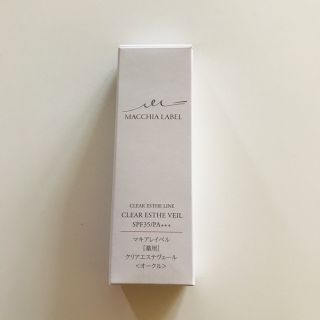 MACCHIA LABEL
CLEAR ESTHE LINE
CLEAR ESTHE VEIL
SPF35/PA+++
マキアレイベル
[薬用]
クリアエステヴェール
<オークル>